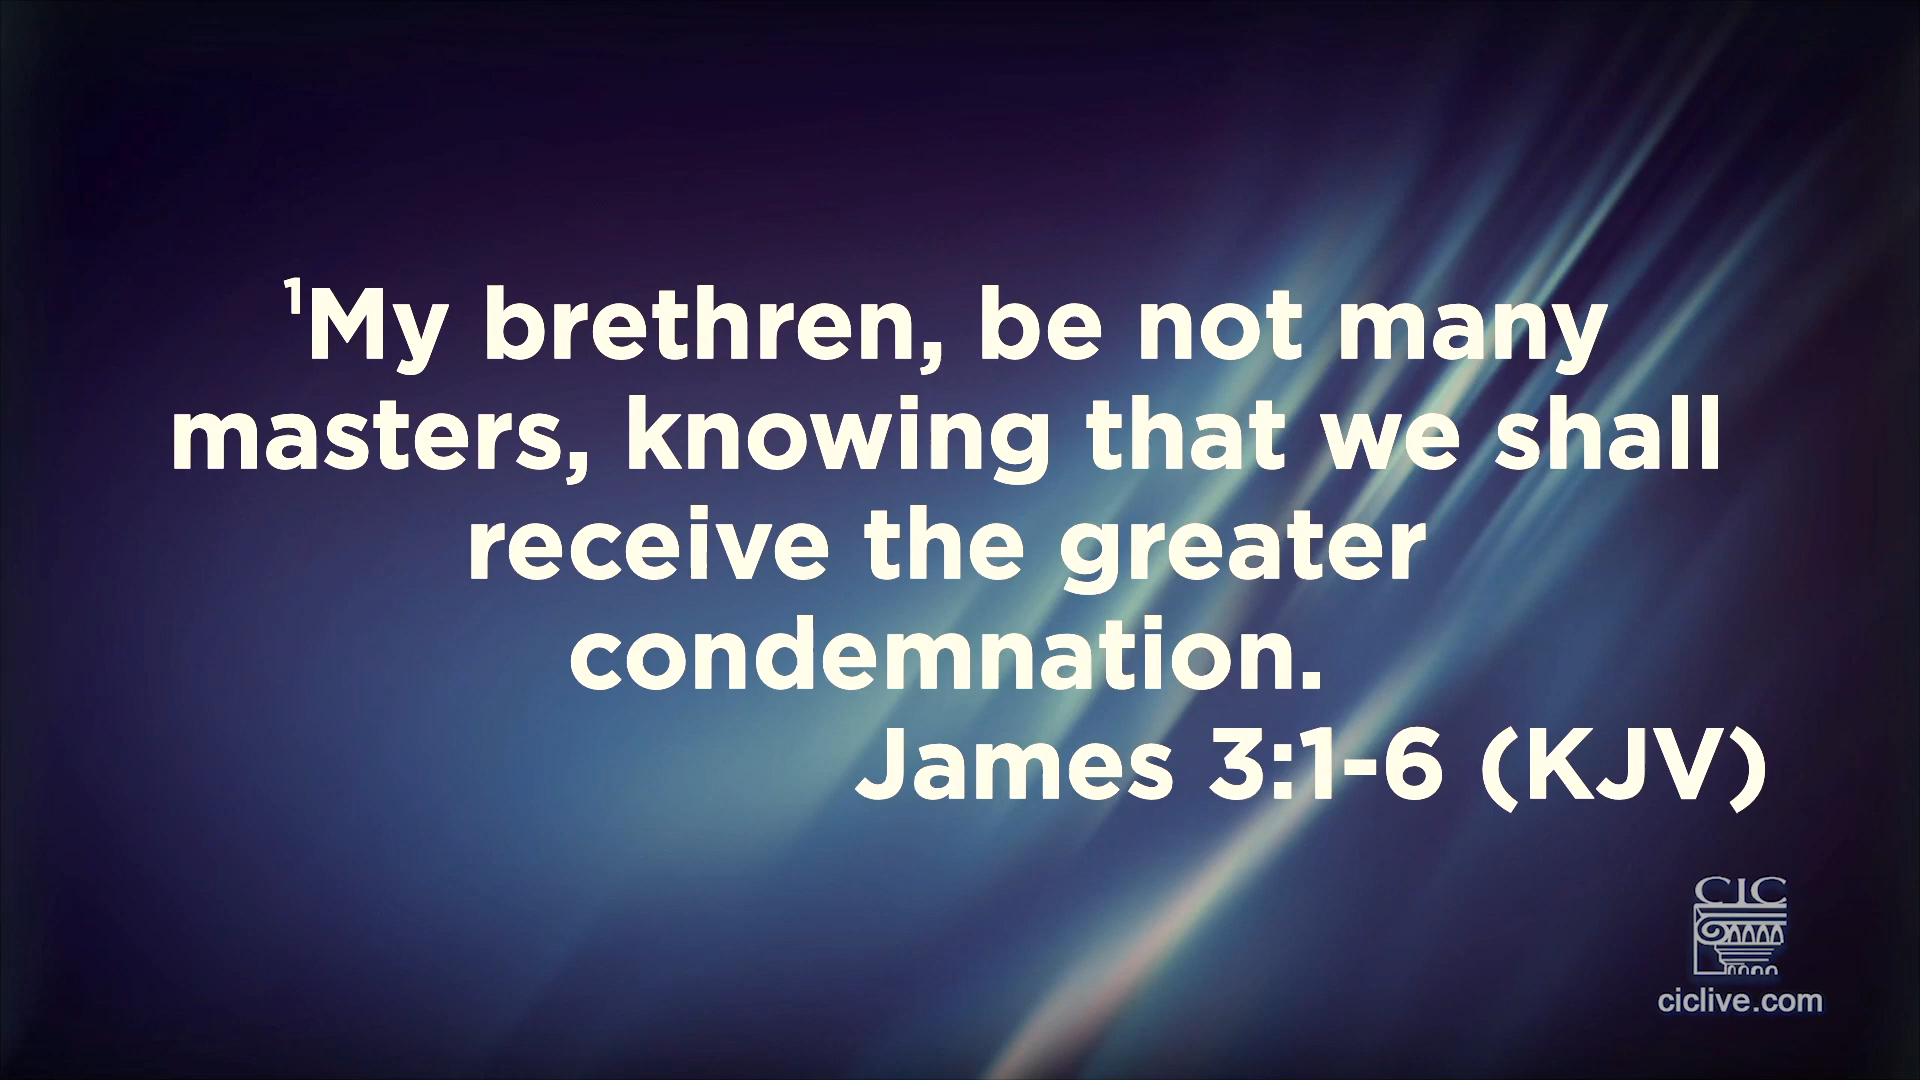 ¹My brethren, be not many
masters, knowing that we shall
receive the greater
condemnation.
James 3:1-6 (KJV)
CIC
ciclive.com